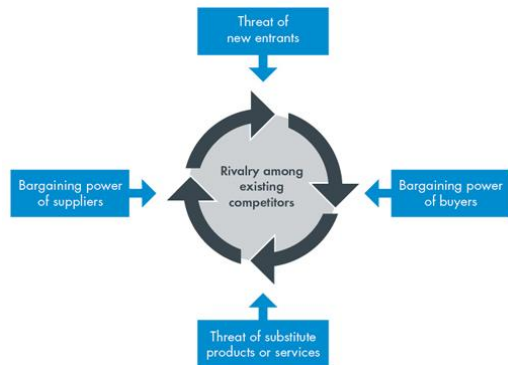 Threat of
new entrants
Bargaining power
of suppliers
Rivalry among
existing
competitors
Bargaining power
of buyers
Threat of substitute
products or services